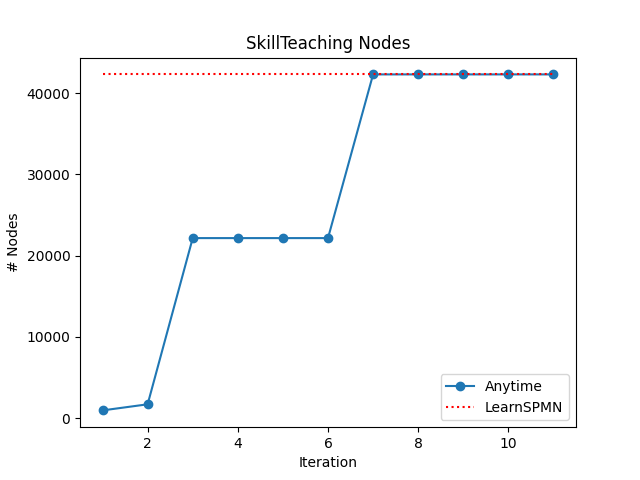 SkillTeaching Nodes
# Nodes
40000
30000
20000
10000
0
2
4
6
8
10
Iteration
Anytime
LearnSPMN